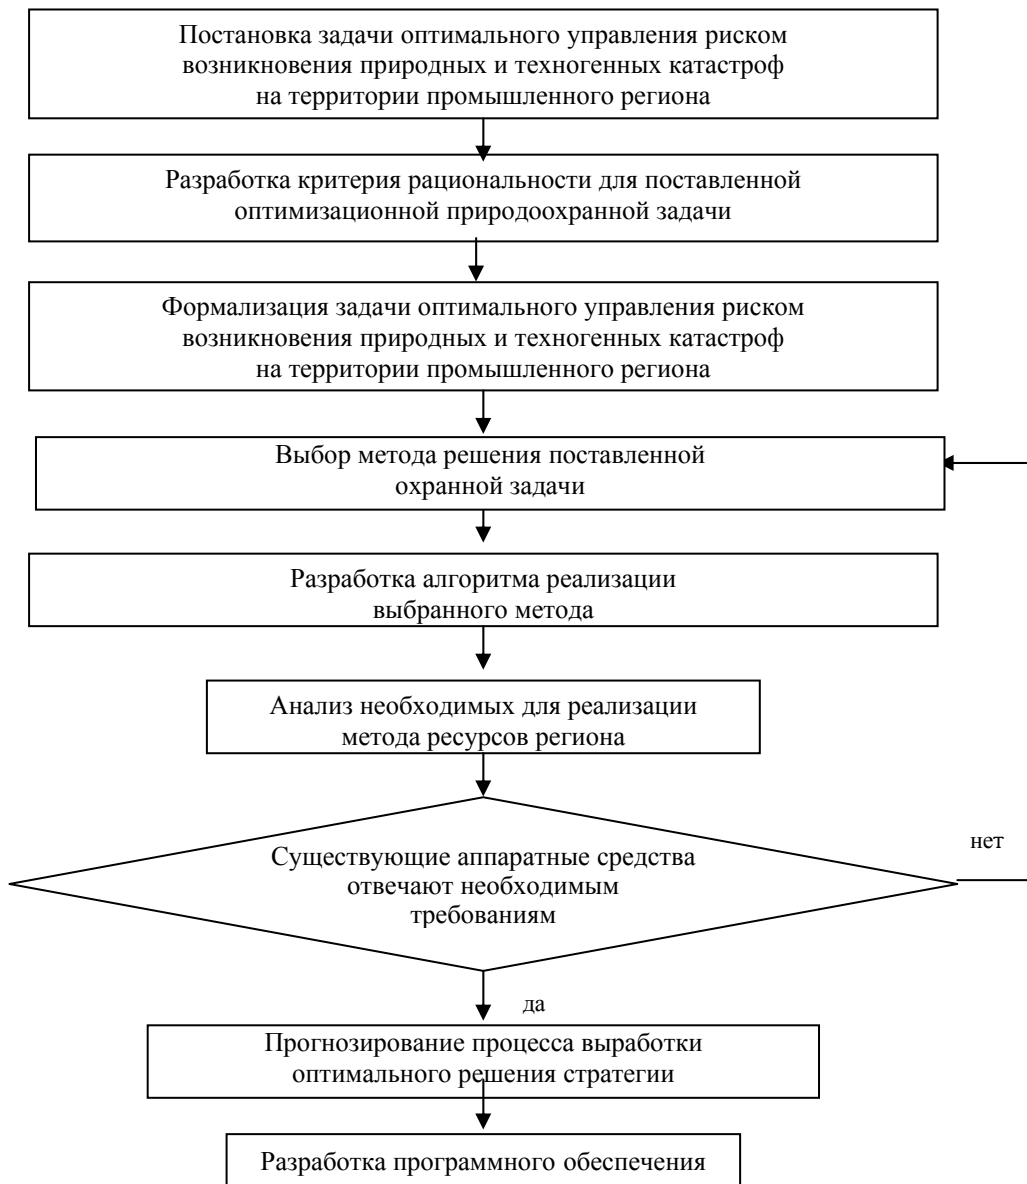 Постановка задачи оптимального управления риском
возникновения природных и техногенных катастроф
на территории промышленного региона
Разработка критерия рациональности для поставленной
оптимизационной природоохранной задачи
Формализация задачи оптимального управления риском
возникновения природных и техногенных катастроф
на территории промышленного региона
Выбор метода решения поставленной
охранной задачи
Разработка алгоритма реализации
выбранного метода
Анализ необходимых для реализации
метода ресурсов региона
нет
Существующие аппаратные средства
отвечают необходимым
требованиям
да
Прогнозирование процесса выработки
оптимального решения стратегии
Разработка программного обеспечения